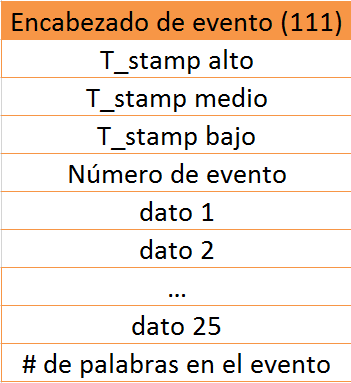 Encabezado de evento (111)
T_stamp alto
T_stamp medio
T_stamp bajo
Número de evento
dato 1
dato 2
...
dato 25
# de palabras en el evento